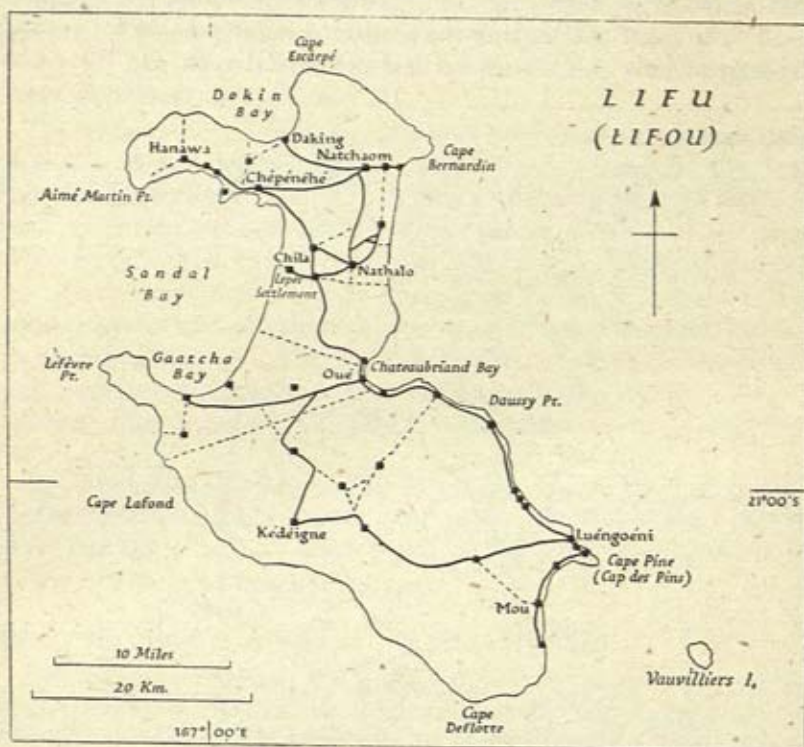 Cape
Escarpé
Dokin
Bay
LIFU
(LIFOU)
Daking
Hanawa
Natchaom
Cape
Bernardin
Chépénéhé
Aimé Martin Pt.
Chila
Nathalo
Leper
Settlement
Sandal
Bay
Lefèvre
Pt.
Gaatcha
Bay
Chateaubriand Bay
Oué
Daussy Pt.
Cape Lafond
21°00'S
Kédéigne
Luéngoéni
Cape Pine
(Cap des Pins)
Mou
10 Miles
20 Km.
Vauvilliers I.
Cape
Deflotte
167°00'E